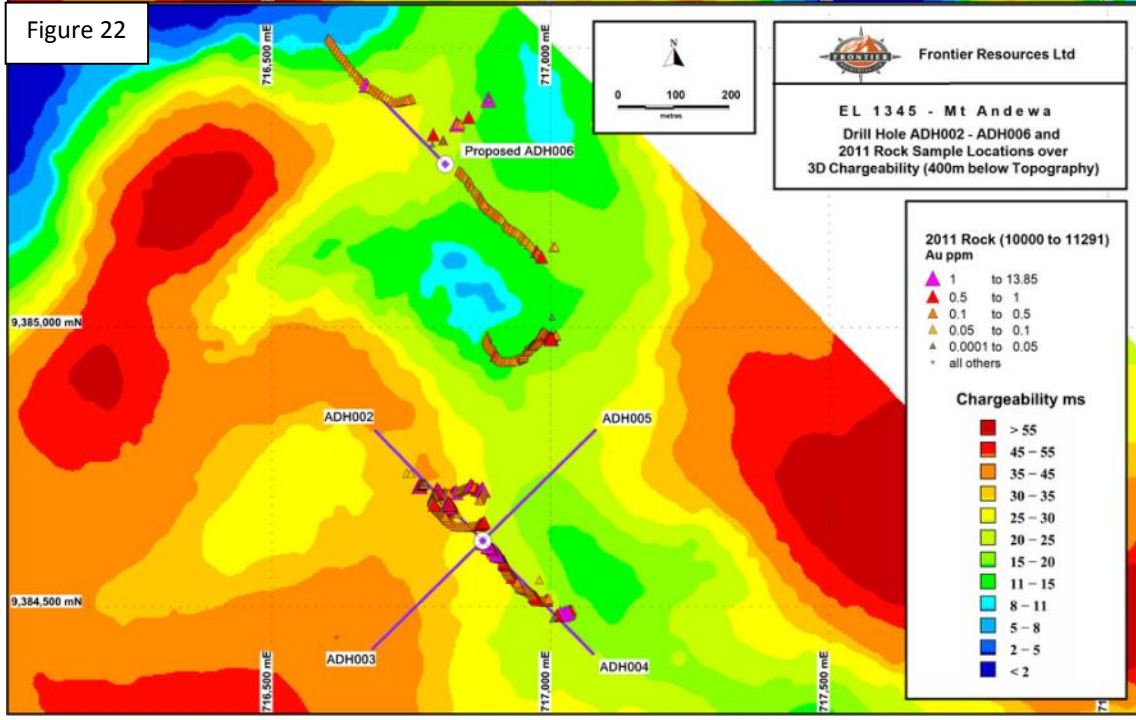 Figure 22
716,500 mE
717,000 mE
N
0 100 200
metres
FRONTIER
Frontier Resources Ltd
EL 1345 - Mt Andewa
Drill Hole ADH002 - ADH006 and
2011 Rock Sample Locations over
3D Chargeability (400m below Topography)
Proposed ADH006
2011 Rock (10000 to 11291)
Au ppm
1 to 13.85
0.5 to 1
0.1 to 0.5
0.05 to 0.1
0.0001 to 0.05
all others
9,385,000 mN
Chargeability ms
> 55
45 – 55
35 – 45
30 – 35
25 – 30
20 – 25
15 – 20
11 – 15
8 – 11
5 – 8
2 – 5
< 2
ADH002
ADH005
9,384,500 mN
ADH003
ADH004
716,500 mE
717,000 mE
717,500 mE